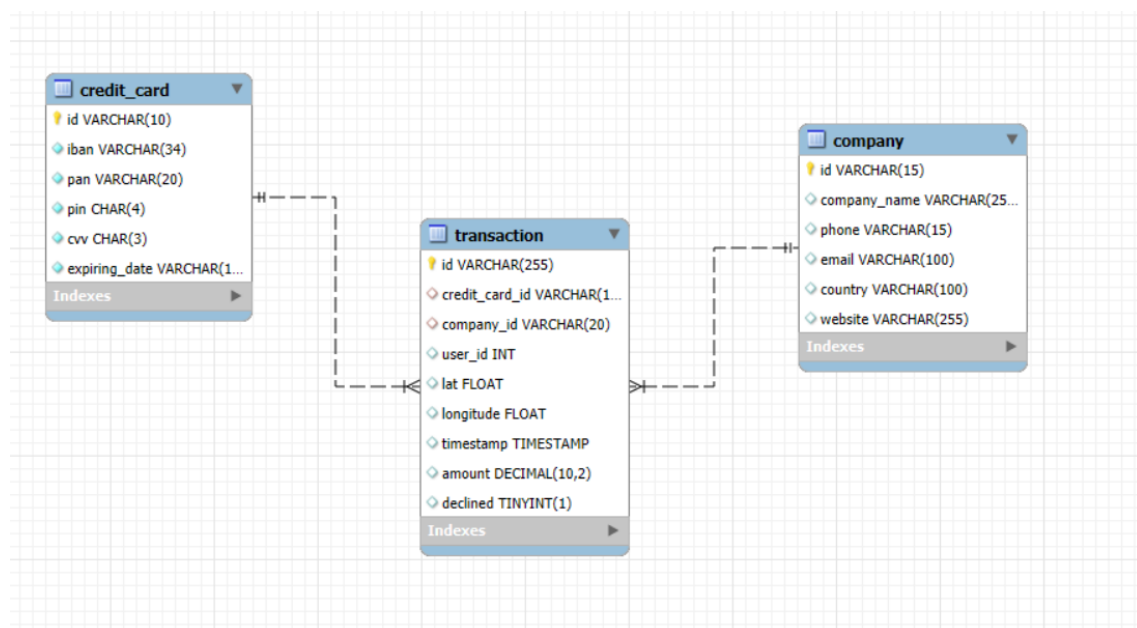 credit_card
id VARCHAR(10)
iban VARCHAR(34)
pan VARCHAR(20)
pin CHAR(4)
cvv CHAR(3)
expiring_date VARCHAR(1...
Indexes
transaction
id VARCHAR(255)
credit_card_id VARCHAR(1...
company_id VARCHAR(20)
user_id INT
lat FLOAT
longitude FLOAT
timestamp TIMESTAMP
amount DECIMAL(10,2)
declined TINYINT(1)
Indexes
company
id VARCHAR(15)
company_name VARCHAR(25...
phone VARCHAR(15)
email VARCHAR(100)
country VARCHAR(100)
website VARCHAR(255)
Indexes